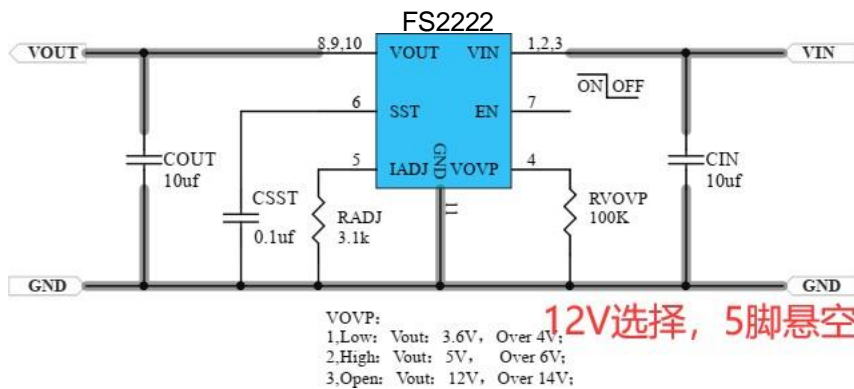 FS2222
VOUT
8,9,10
VOUT
VIN
1,2,3
VIN
6
SST
EN
7
ON
OFF
5
IADJ
GND
VOVP
4
COUT
10uf
CSST
0.1uf
RADJ
3.1k
11
RVOVP
100K
CIN
10uf
GND
GND
VOVP:
1,Low: Vout: 3.6V, Over 4V;
2,High: Vout: 5V, Over 6V;
3,Open: Vout: 12V, Over 14V;
12V选择，5脚悬空